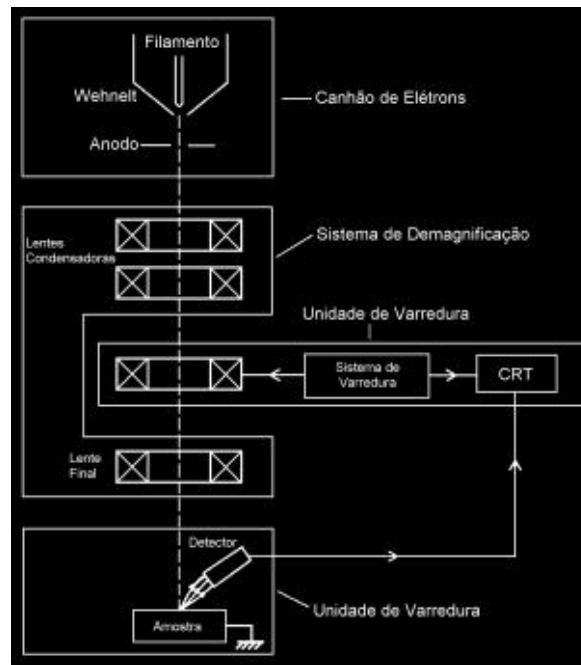 Filamento
Wehnelt
Canhão de Elétrons
Anodo
Lentes
Condensadoras
Sistema de Demagnificação
Unidade de Varredura
Sistema de
Varredura
CRT
Lente
Final
Detector
Amostra
Unidade de Varredura